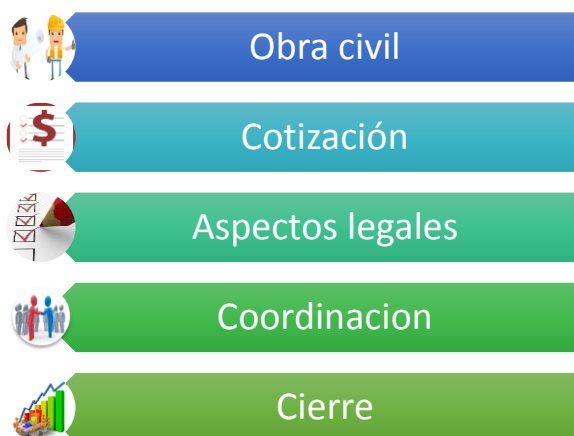 Obra civil
Cotización
Aspectos legales
Coordinacion
Cierre